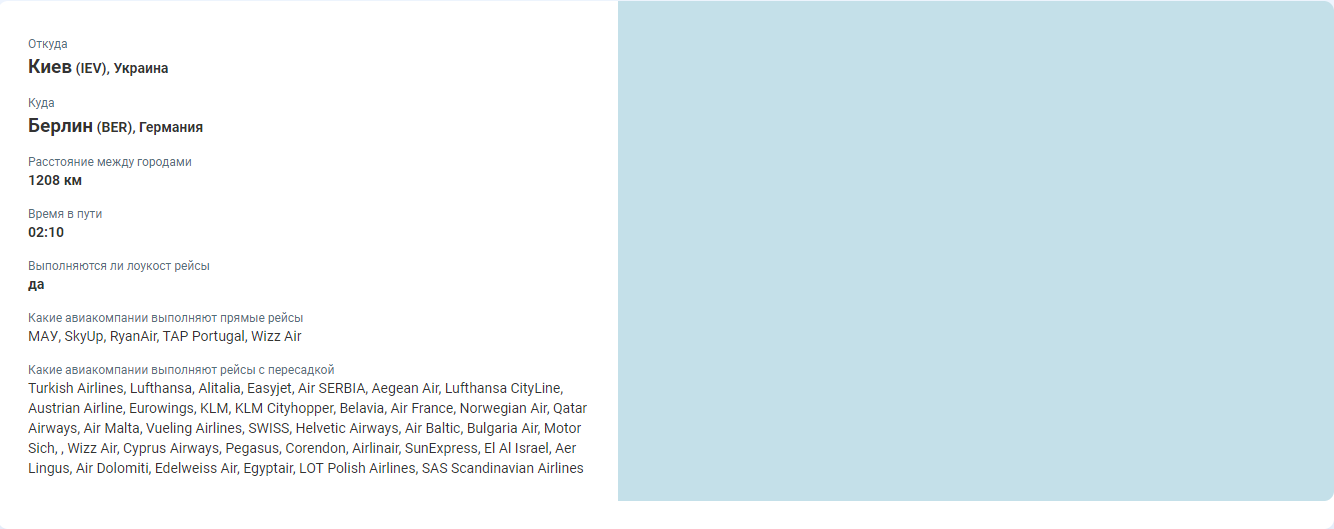 Откуда
Киев (IEV), Украина
Куда
Берлин (BER), Германия
Расстояние между городами
1208 км
Время в пути
02:10
Выполняются ли лоукост рейсы
да
Какие авиакомпании выполняют прямые рейсы
МАУ, SkyUp, RyanAir, TAP Portugal, Wizz Air
Какие авиакомпании выполняют рейсы с пересадкой
Turkish Airlines, Lufthansa, Alitalia, Easyjet, Air SERBIA, Aegean Air, Lufthansa CityLine,
Austrian Airline, Eurowings, KLM, KLM Cityhopper, Belavia, Air France, Norwegian Air, Qatar
Airways, Air Malta, Vueling Airlines, SWISS, Helvetic Airways, Air Baltic, Bulgaria Air, Motor
Sich, , Wizz Air, Cyprus Airways, Pegasus, Corendon, Airlinair, SunExpress, El Al Israel, Aer
Lingus, Air Dolomiti, Edelweiss Air, Egyptair, LOT Polish Airlines, SAS Scandinavian Airlines